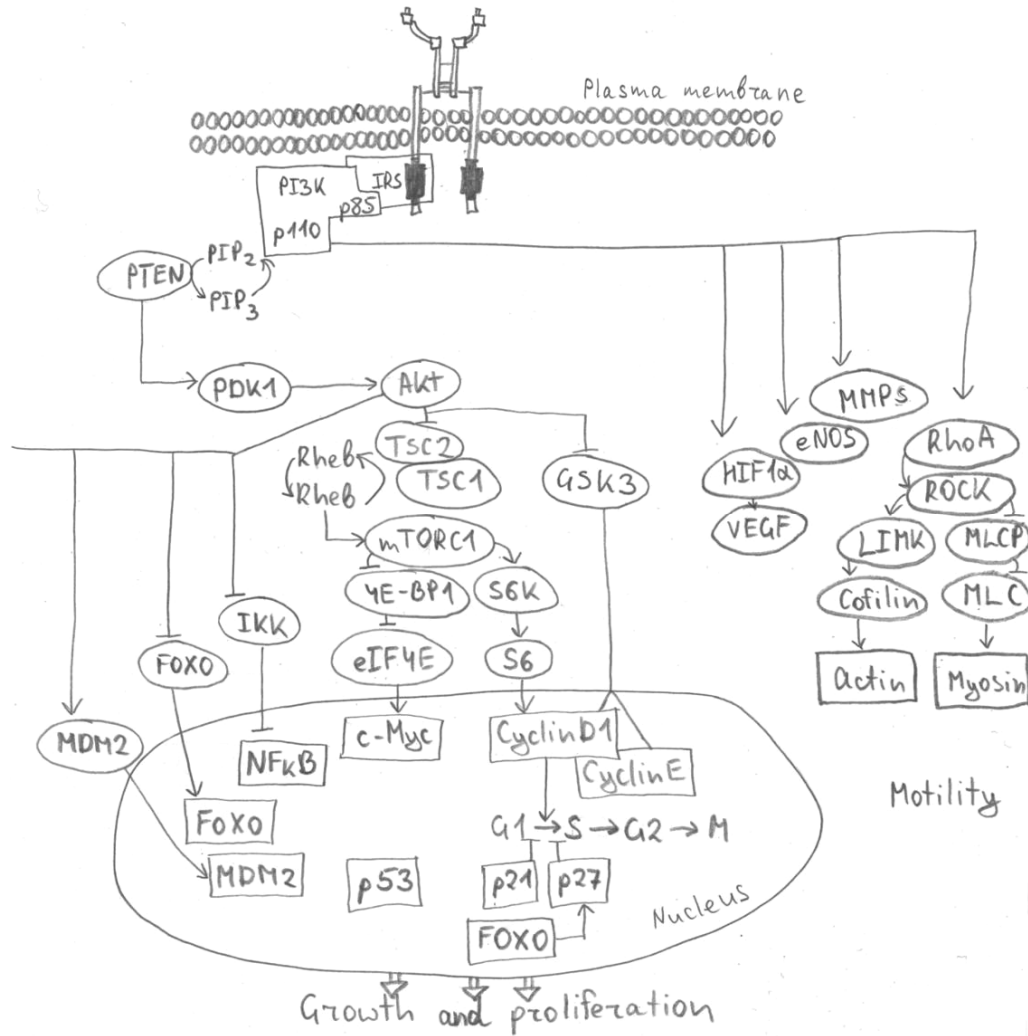 Plasma membrane
PI3K
IRS
p85
p110
PTEN
PIP2
PIP3
PDK1
Akt
TSC2
TSC1
Rheb
Rheb
GSK3
mTORC1
4E-BP1
S6K
eIF4E
S6
IKK
FOXO
MDM2
MMPs
eNOS
HIF1α
VEGF
RhoA
ROCK
LIMK
MLCP
Cofilin
MLC
Actin
Myosin
Motility
NFkB
c-Myc
CyclinD1
CyclinE
FOXO
MDM2
G1 → S → G2 → M
p53
p21
p27
FOXO
Nucleus
Growth and proliferation